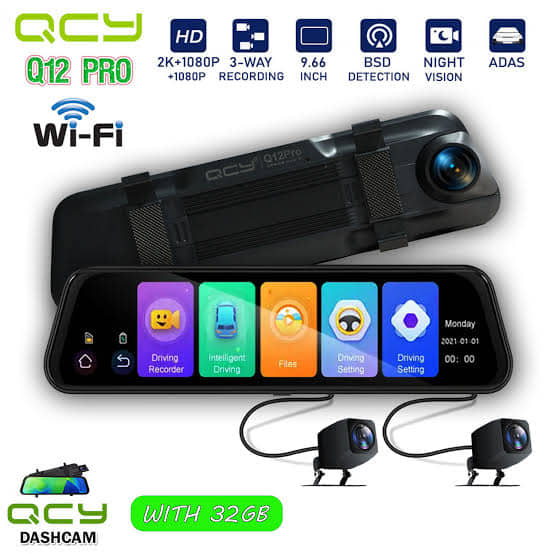 QCY
Q12 PRO
Wi-Fi
HD
2K+1080P
+1080P
3-WAY
RECORDING
9.66
INCH
BSD
DETECTION
NIGHT
VISION
ADAS
QCY Q12Pro
Driving
Recorder
Intelligent
Driving
Files
Driving
Setting
Driving
Setting
Monday
2021-01-01
00: 00
QCY
DASHCAM
WITH 32GB